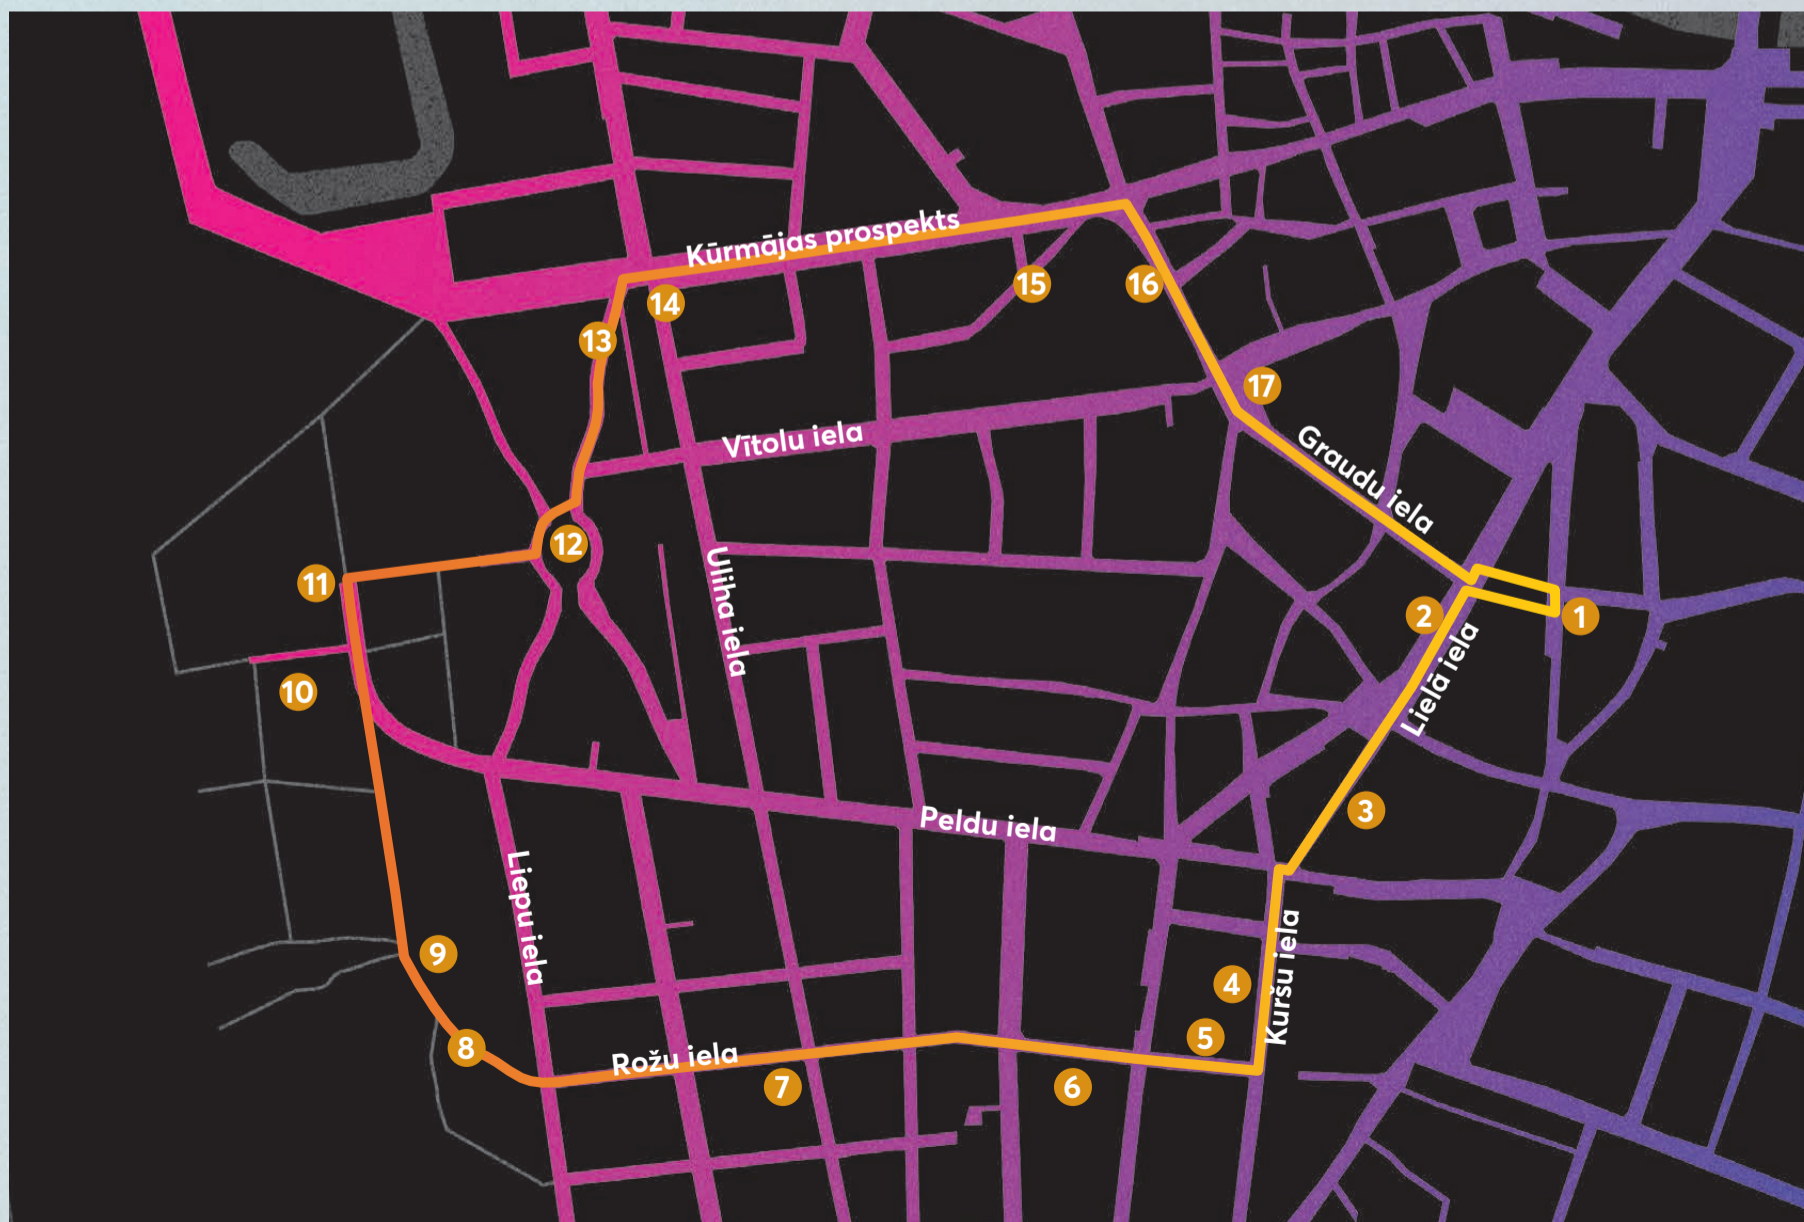 Kūrmājas prospekts
15
16
14
13
17
Vītolu iela
Graudu iela
12
11
Uliha iela
2
1
Lielā iela
10
3
Peldu iela
Liepu iela
9
4
Kuršu iela
5
8
Rožu iela
7
6